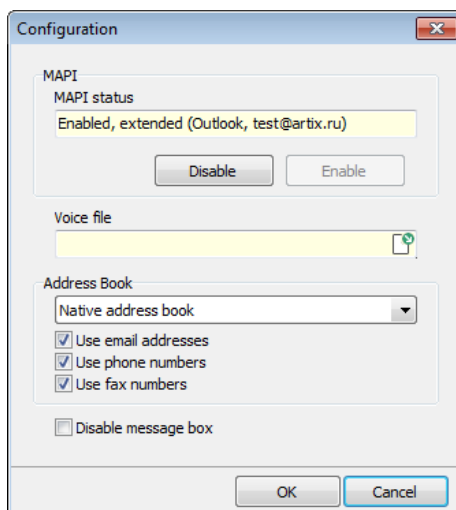 Configuration
MAPI
MAPI status
Enabled, extended (Outlook, test@artix.ru)
Disable
Enable
Voice file
Address Book
Native address book
Use email addresses
Use phone numbers
Use fax numbers
Disable message box
OK
Cancel